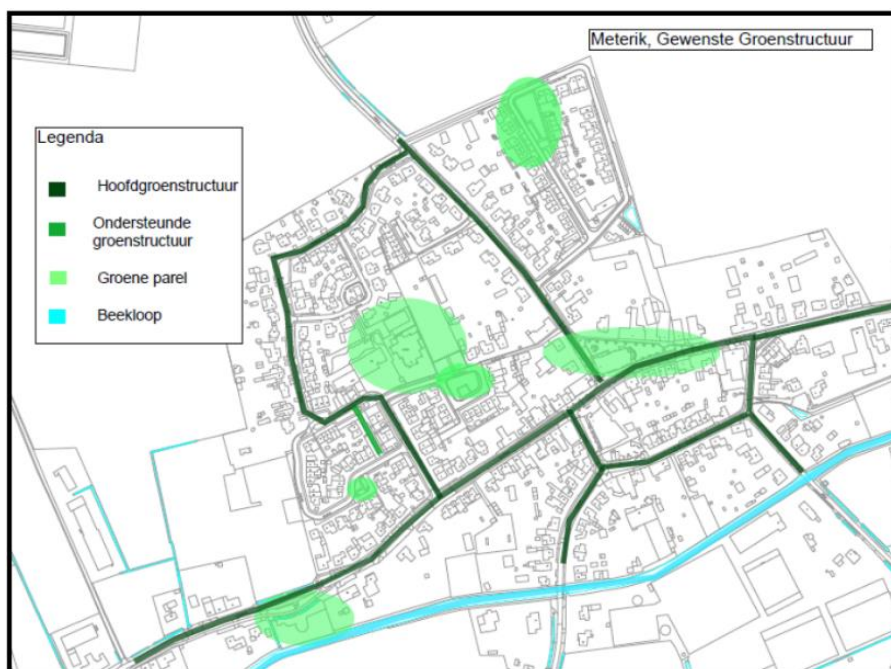 Meterik, Gewenste Groenstructuur
Legenda
Hoofdgroenstructuur
Ondersteunde
groenstructuur
Groene parel
Beekloop